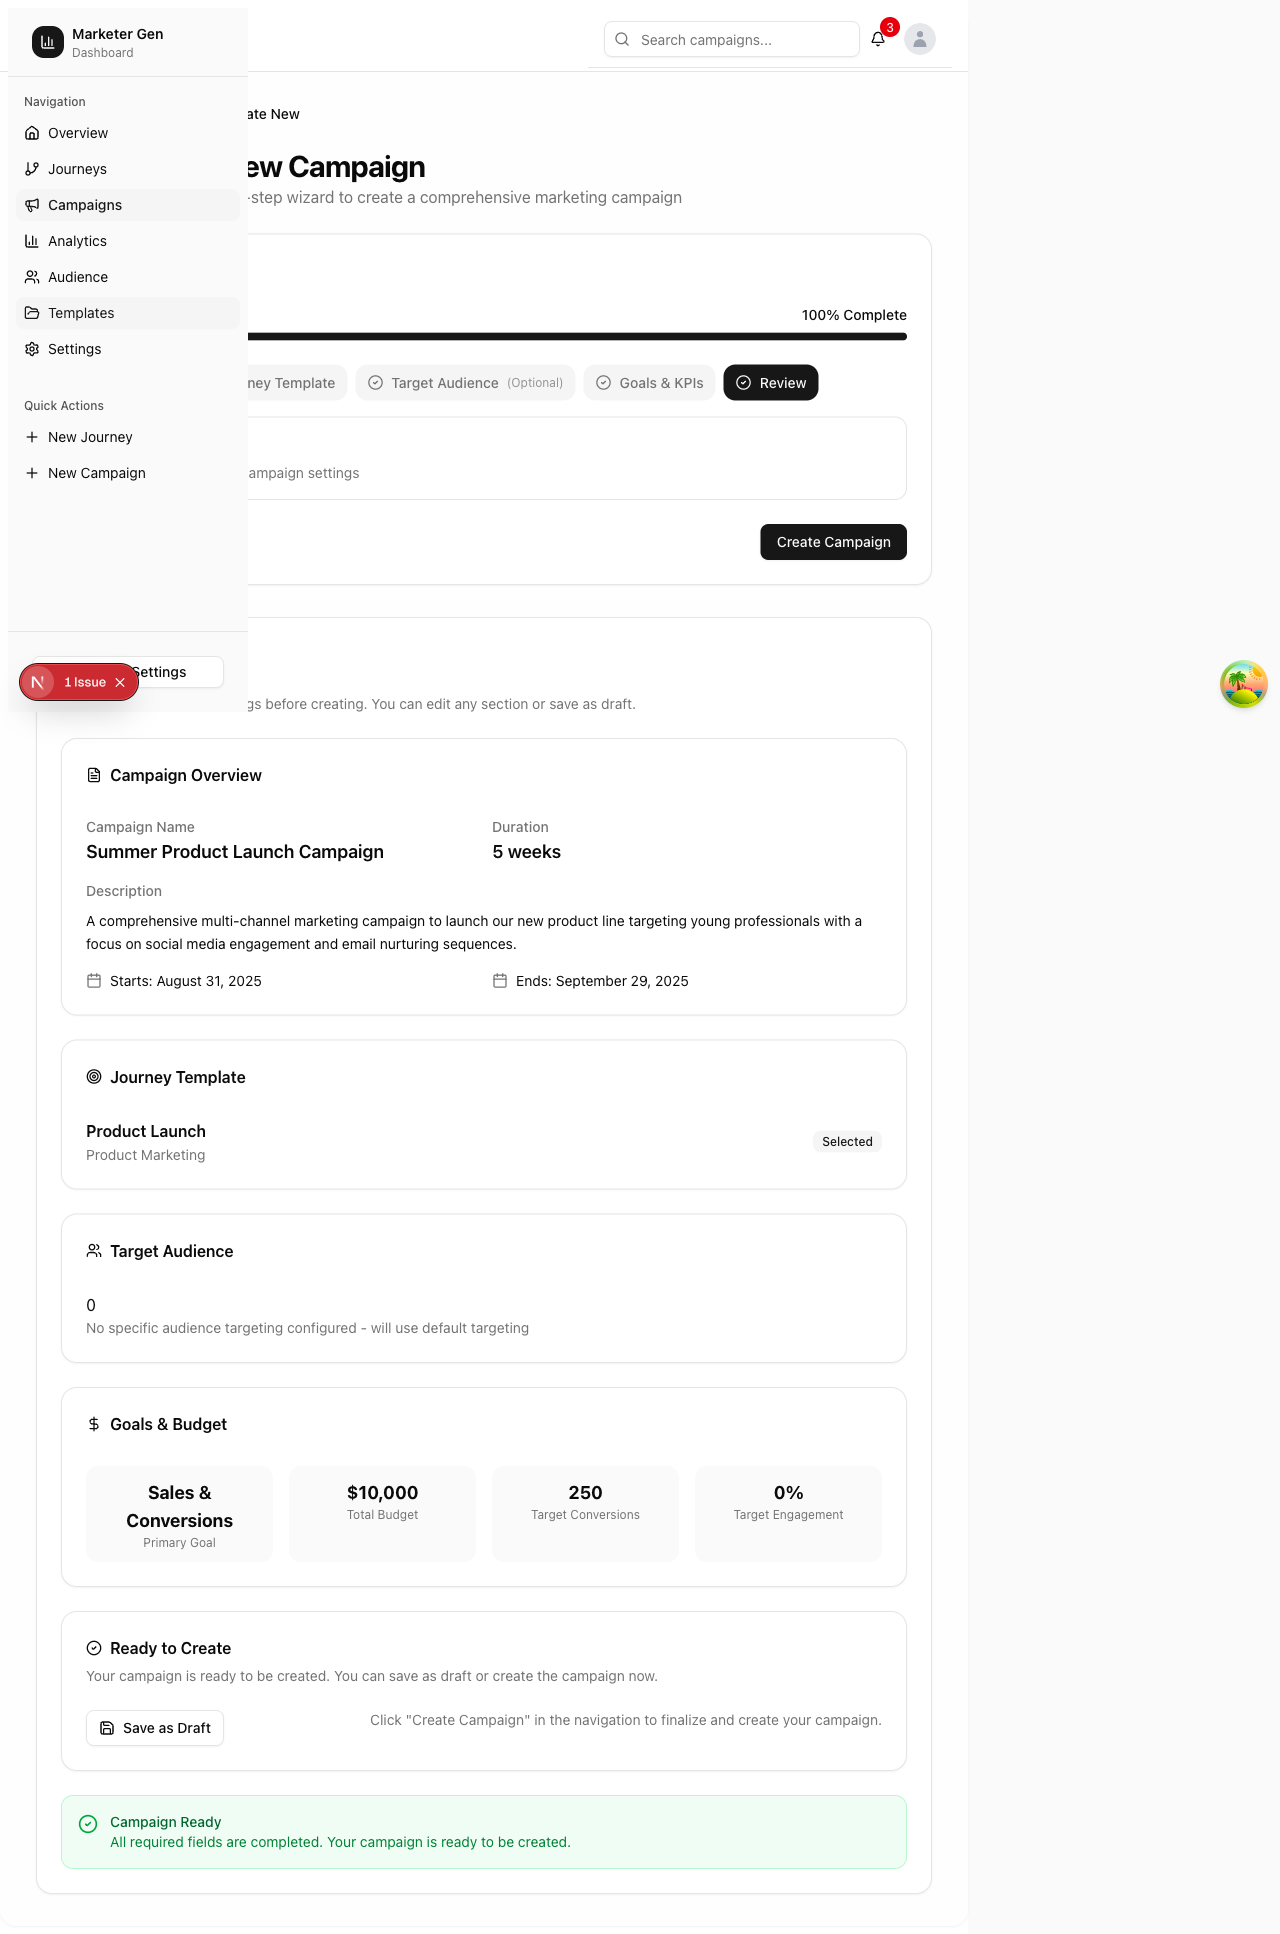 Marketer Gen
Dashboard
Search campaigns...
3
Navigation
Overview
Journeys
Campaigns
Analytics
Audience
Templates
Settings
Quick Actions
New Journey
New Campaign
Settings
1 Issue
ate New
ew Campaign
-step wizard to create a comprehensive marketing campaign
100% Complete
ney Template
Target Audience (Optional)
Goals & KPIs
Review
ampaign settings
Create Campaign
gs before creating. You can edit any section or save as draft.
Campaign Overview
Campaign Name
Summer Product Launch Campaign
Duration
5 weeks
Description
A comprehensive multi-channel marketing campaign to launch our new product line targeting young professionals with a
focus on social media engagement and email nurturing sequences.
Starts: August 31, 2025
Ends: September 29, 2025
Journey Template
Product Launch
Product Marketing
Selected
Target Audience
0
No specific audience targeting configured - will use default targeting
Goals & Budget
Sales &
Conversions
Primary Goal
$10,000
Total Budget
250
Target Conversions
0%
Target Engagement
Ready to Create
Your campaign is ready to be created. You can save as draft or create the campaign now.
Save as Draft
Click "Create Campaign" in the navigation to finalize and create your campaign.
Campaign Ready
All required fields are completed. Your campaign is ready to be created.